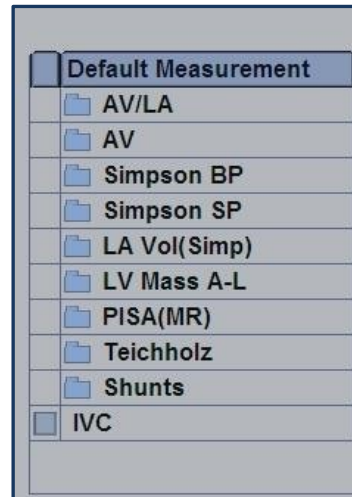 Default Measurement
AV/LA
AV
Simpson BP
Simpson SP
LA Vol(Simp)
LV Mass A-L
PISA(MR)
Teichholz
Shunts
IVC